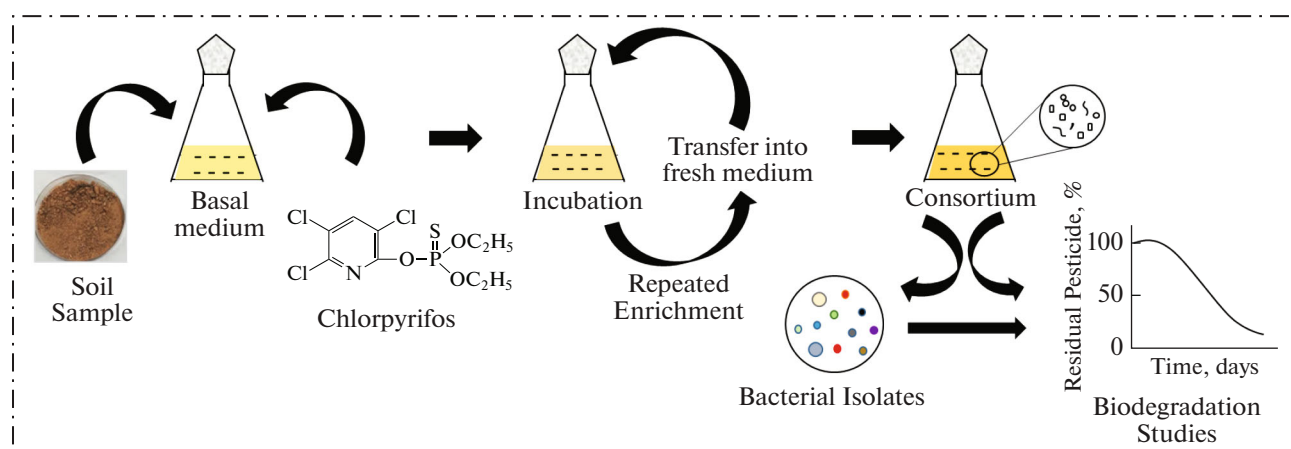 Soil
Sample
Basal
medium
Cl
Cl
Cl
N
O
P
S
OC₂H₅
OC₂H₅
Chlorpyrifos
Incubation
Transfer into
fresh medium
Repeated
Enrichment
Consortium
Bacterial Isolates
Residual Pesticide, %
100
50
0
Time, days
Biodegradation
Studies